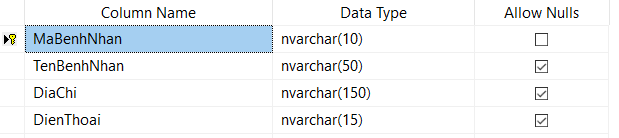 Column Name Data Type Allow Nulls
MaBenhNhan nvarchar(10)
TenBenhNhan nvarchar(50)
DiaChi nvarchar(150)
DienThoai nvarchar(15)